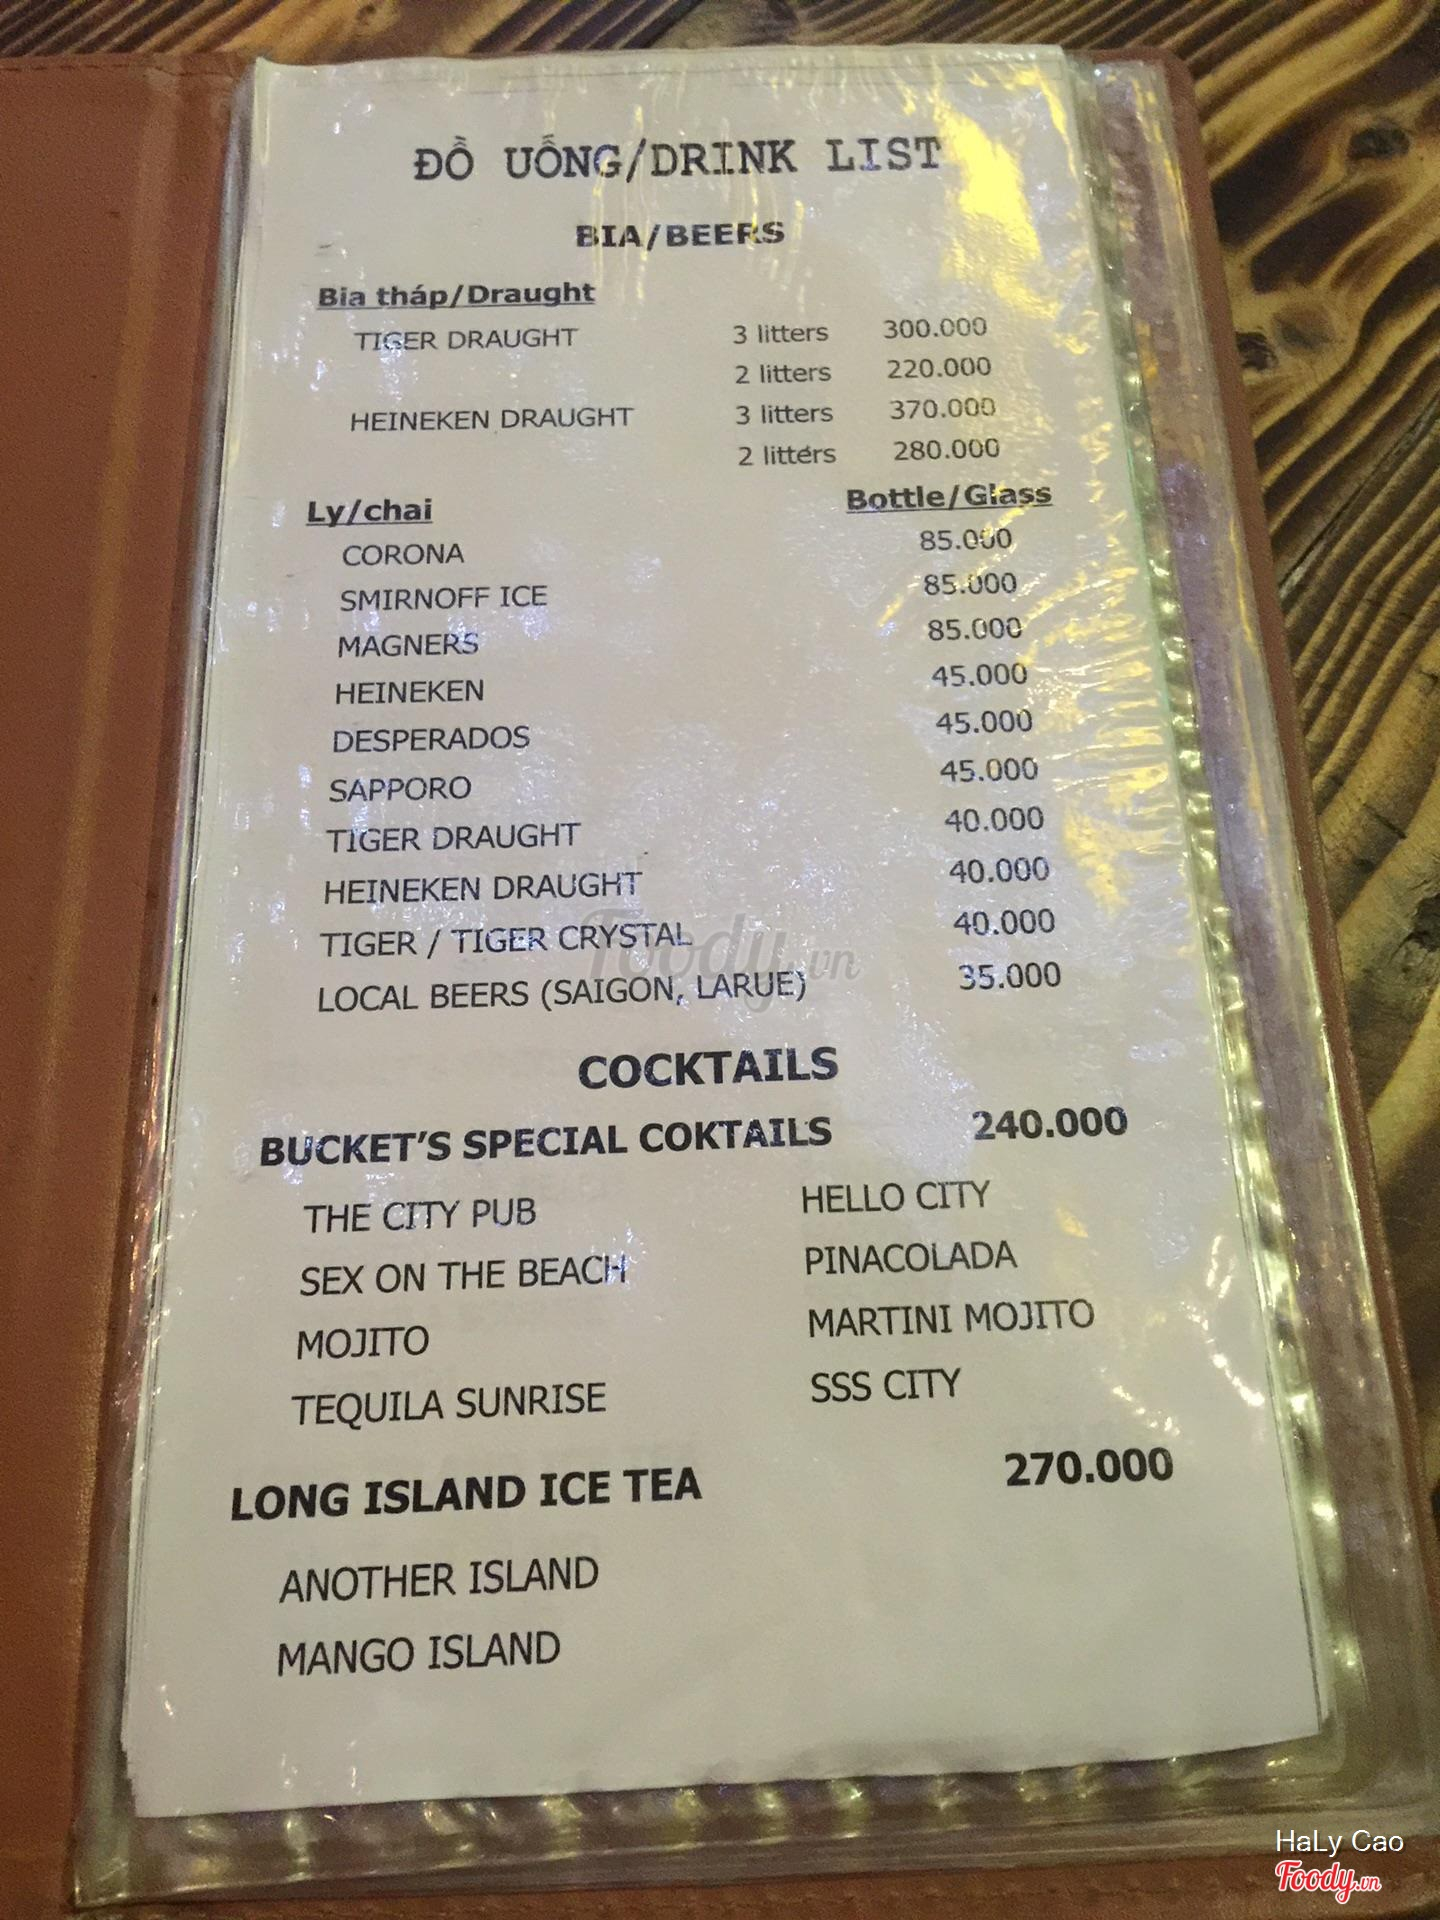 ĐỒ UỐNG/DRINK LIST
BIA/BEERS
Bia tháp/Draught
TIGER DRAUGHT 3 litters 300.000
2 litters 220.000
HEINEKEN DRAUGHT 3 litters 370.000
2 litters 280.000
Ly/chai Bottle/Glass
CORONA 85.000
SMIRNOFF ICE 85.000
MAGNERS 85.000
HEINEKEN 45.000
DESPERADOS 45.000
SAPPORO 45.000
TIGER DRAUGHT 40.000
HEINEKEN DRAUGHT 40.000
TIGER / TIGER CRYSTAL 40.000
LOCAL BEERS (SAIGON, LARUE) 35.000
Foody.vn
COCKTAILS
BUCKET'S SPECIAL COKTAILS 240.000
THE CITY PUB HELLO CITY
SEX ON THE BEACH PINACOLADA
MOJITO MARTINI MOJITO
TEQUILA SUNRISE SSS CITY
LONG ISLAND ICE TEA 270.000
ANOTHER ISLAND
MANGO ISLAND
HaLy Cao
Foody.vn